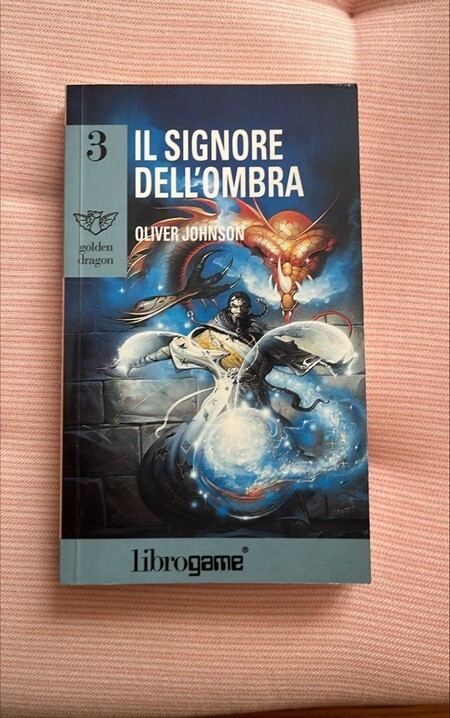 3
IL SIGNORE
DELL'OMBRA
OLIVER JOHNSON
golden
dragon
librogame®